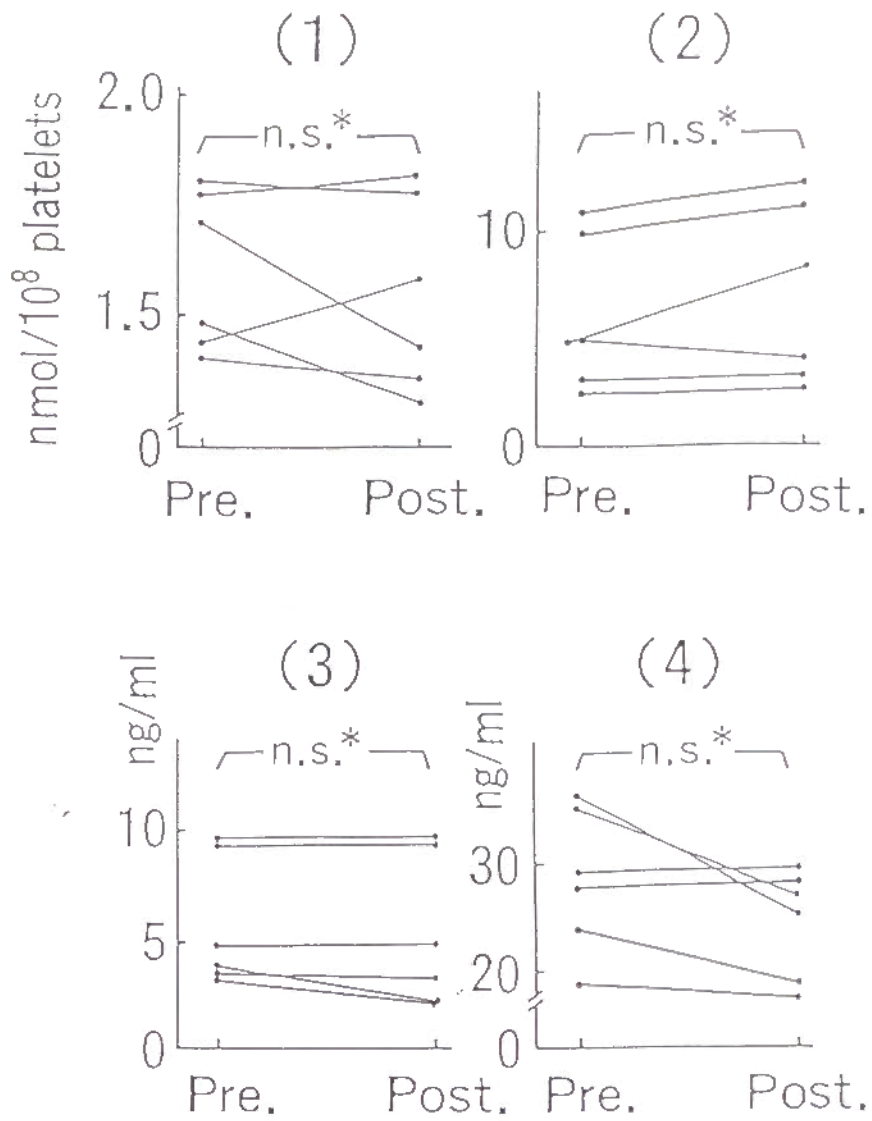 (1)
nmol/10⁸ platelets
2.0
n.s.*
1.5
0
Pre. Post.
(2)
n.s.*
10
0
Pre. Post.
(3)
ng/ml
n.s.*
10
5
0
Pre. Post.
(4)
ng/ml
n.s.*
30
20
0
Pre. Post.